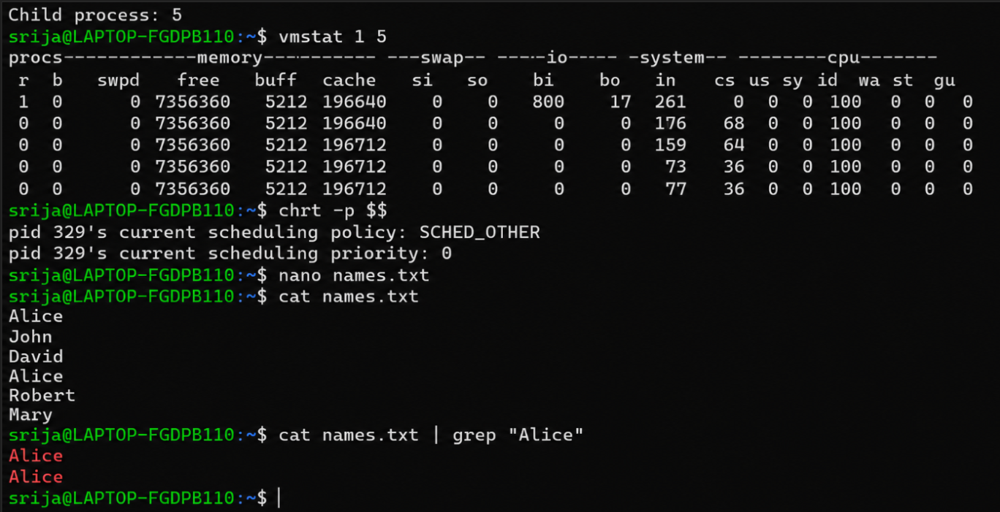 Child process: 5
srija@LAPTOP-FGDPB110:~$ vmstat 1 5
procs------------memory----------- ---swap-- -----io----- -system-- --------cpu-------
 r  b   swpd   free   buff  cache   si   so    bi    bo   in   cs us sy id  wa st  gu
 1  0      0 7356360   5212 196640    0    0   800    17  261    0  0  0 100  0  0  0
 0  0      0 7356360   5212 196640    0    0     0     0  176   68  0  0 100  0  0  0
 0  0      0 7356360   5212 196712    0    0     0     0  159   64  0  0 100  0  0  0
 0  0      0 7356360   5212 196712    0    0     0     0   73   36  0  0 100  0  0  0
 0  0      0 7356360   5212 196712    0    0     0     0   77   36  0  0 100  0  0  0
srija@LAPTOP-FGDPB110:~$ chrt -p $$
pid 329's current scheduling policy: SCHED_OTHER
pid 329's current scheduling priority: 0
srija@LAPTOP-FGDPB110:~$ nano names.txt
srija@LAPTOP-FGDPB110:~$ cat names.txt
Alice
John
David
Alice
Robert
Mary
srija@LAPTOP-FGDPB110:~$ cat names.txt | grep "Alice"
Alice
Alice
srija@LAPTOP-FGDPB110:~$